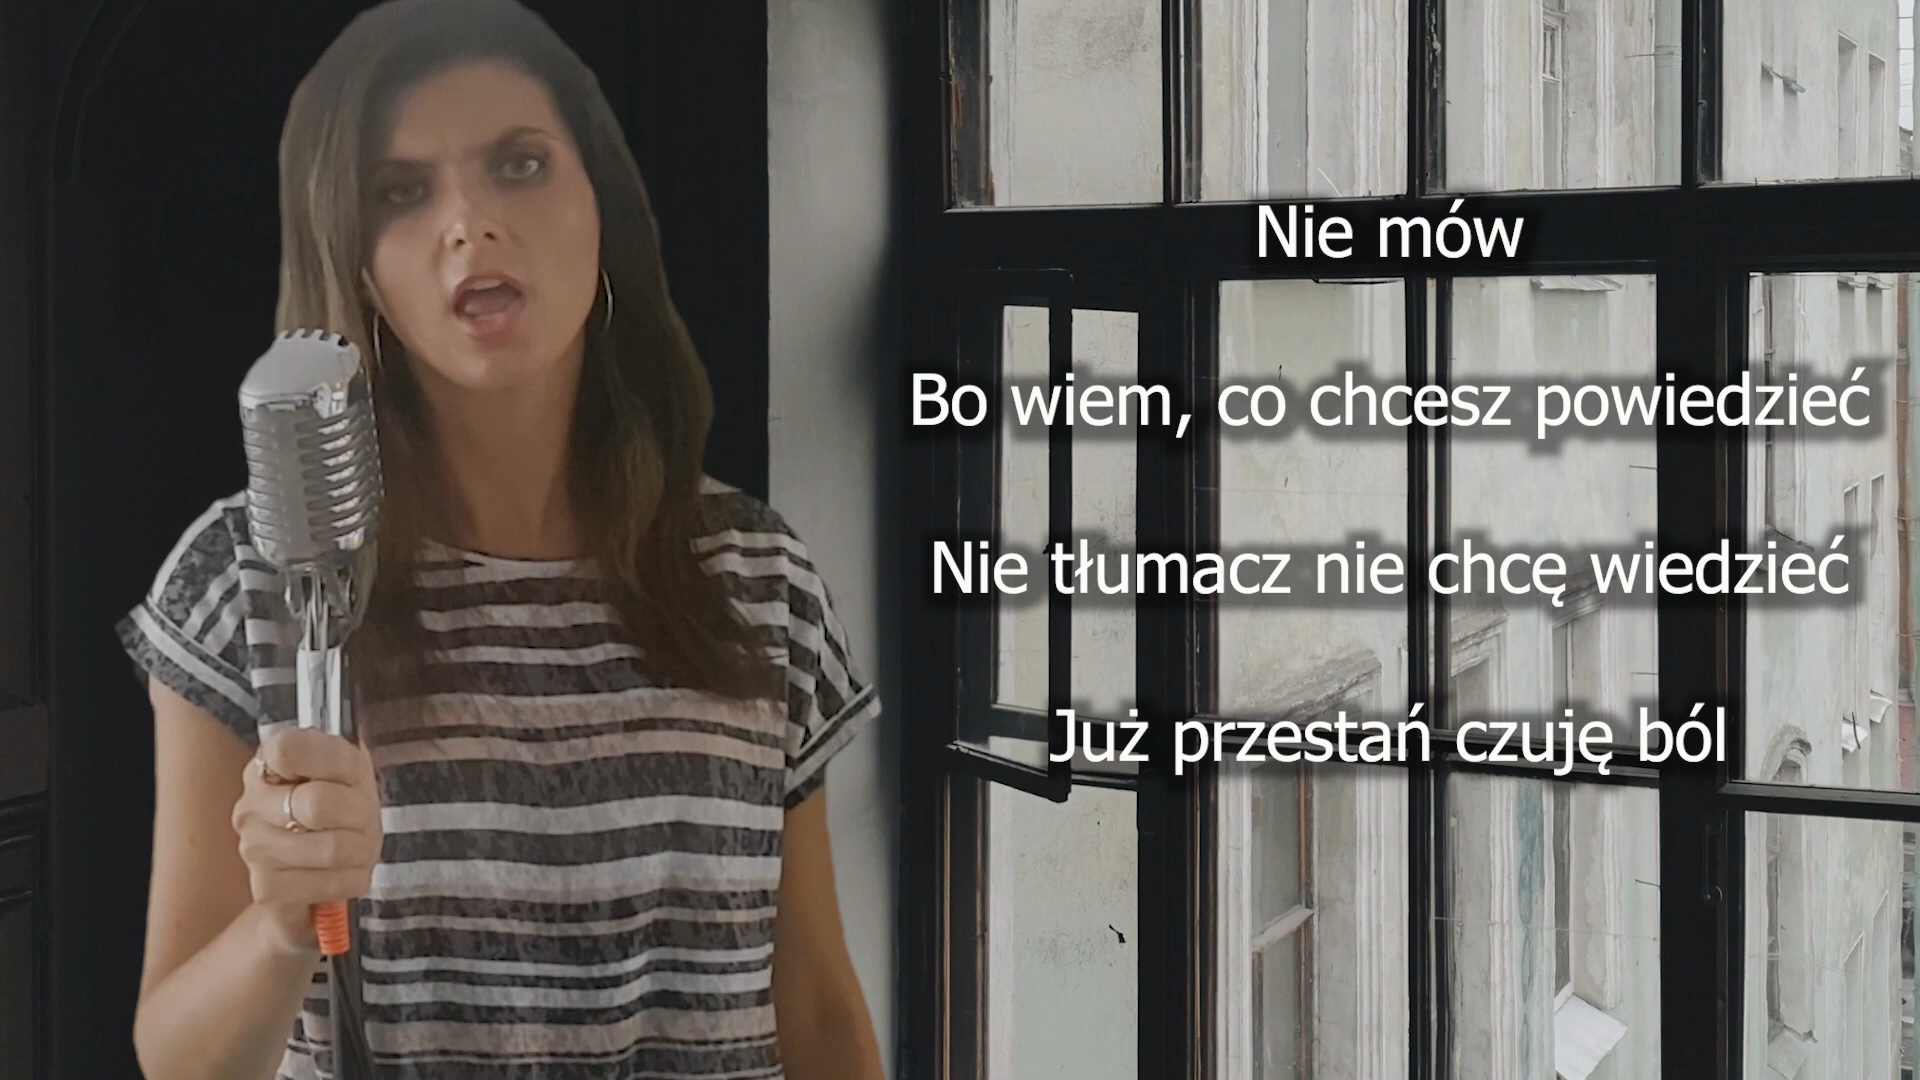 Nie mów
Bo wiem, co chcesz powiedzieć
Nie tłumacz nie chcę wiedzieć
Już przestań czuję ból